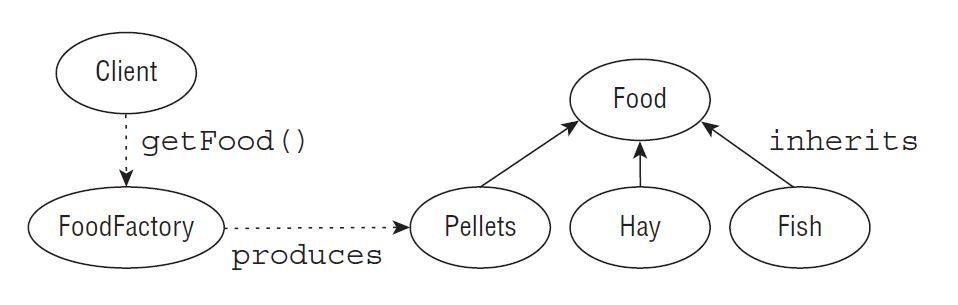 Client
Food
getFood()
inherits
FoodFactory
Pellets
Hay
Fish
produces